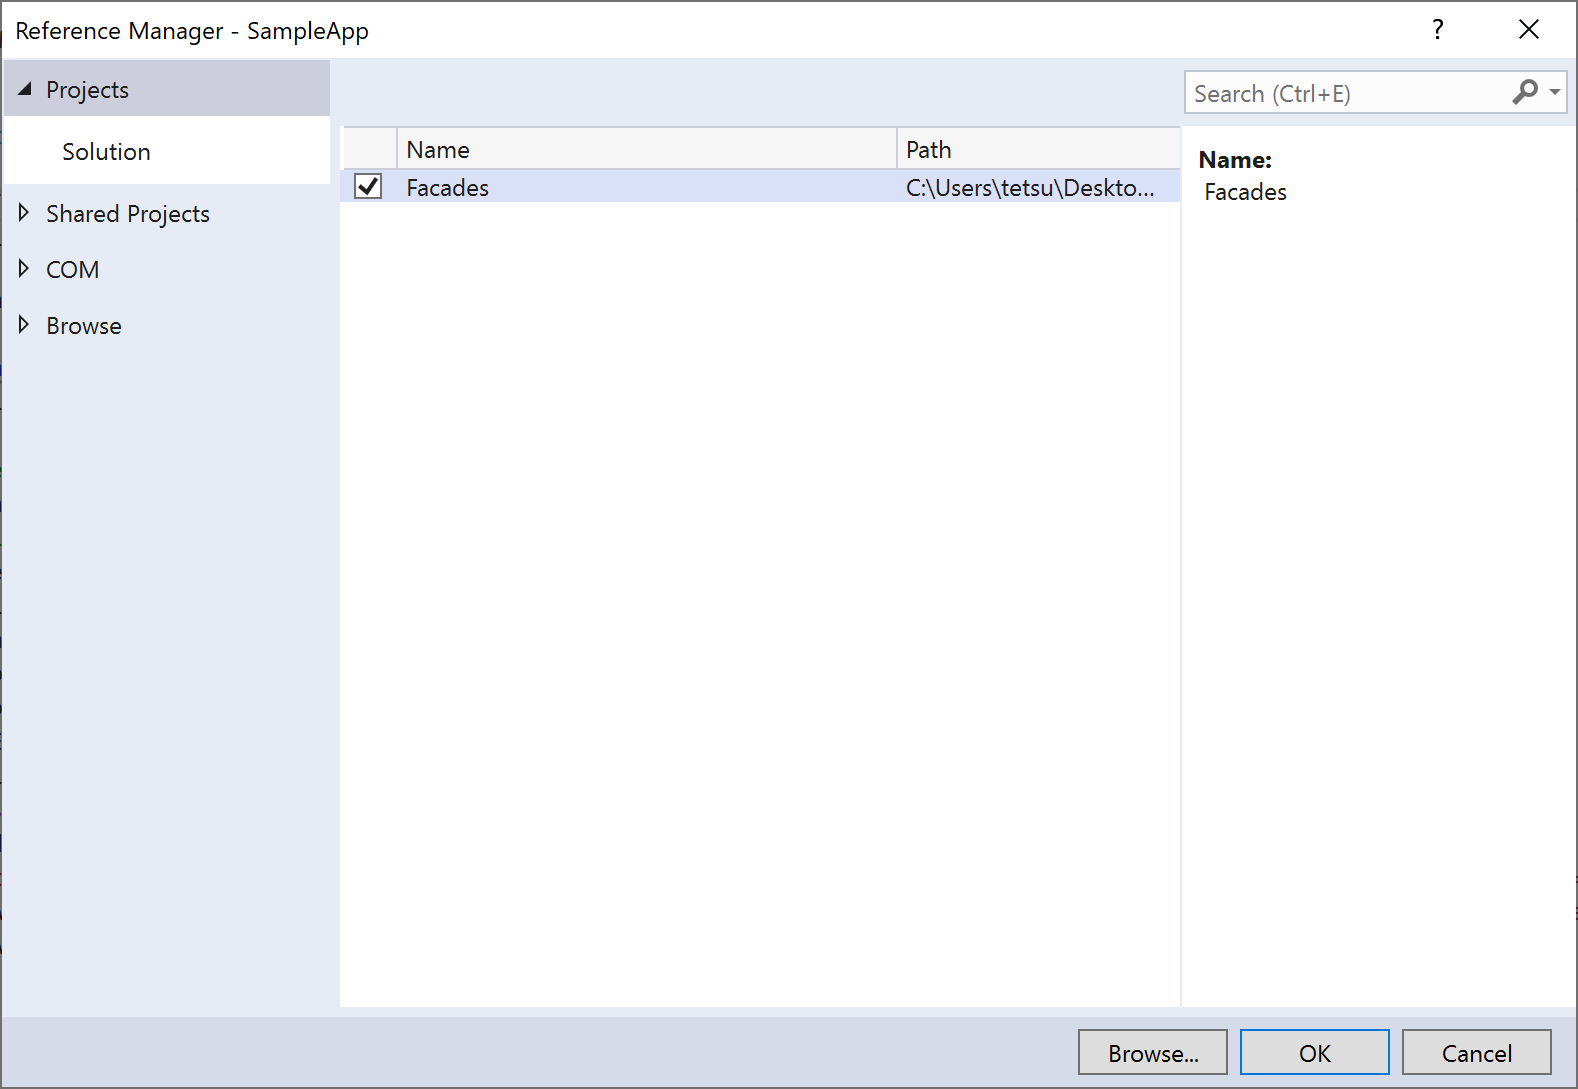 Reference Manager - SampleApp
?
Projects
Search (Ctrl+E)
Solution
Shared Projects
COM
Browse
Name Path
Facades C:\Users\tetsu\Deskto...
Name:
Facades
Browse... OK Cancel